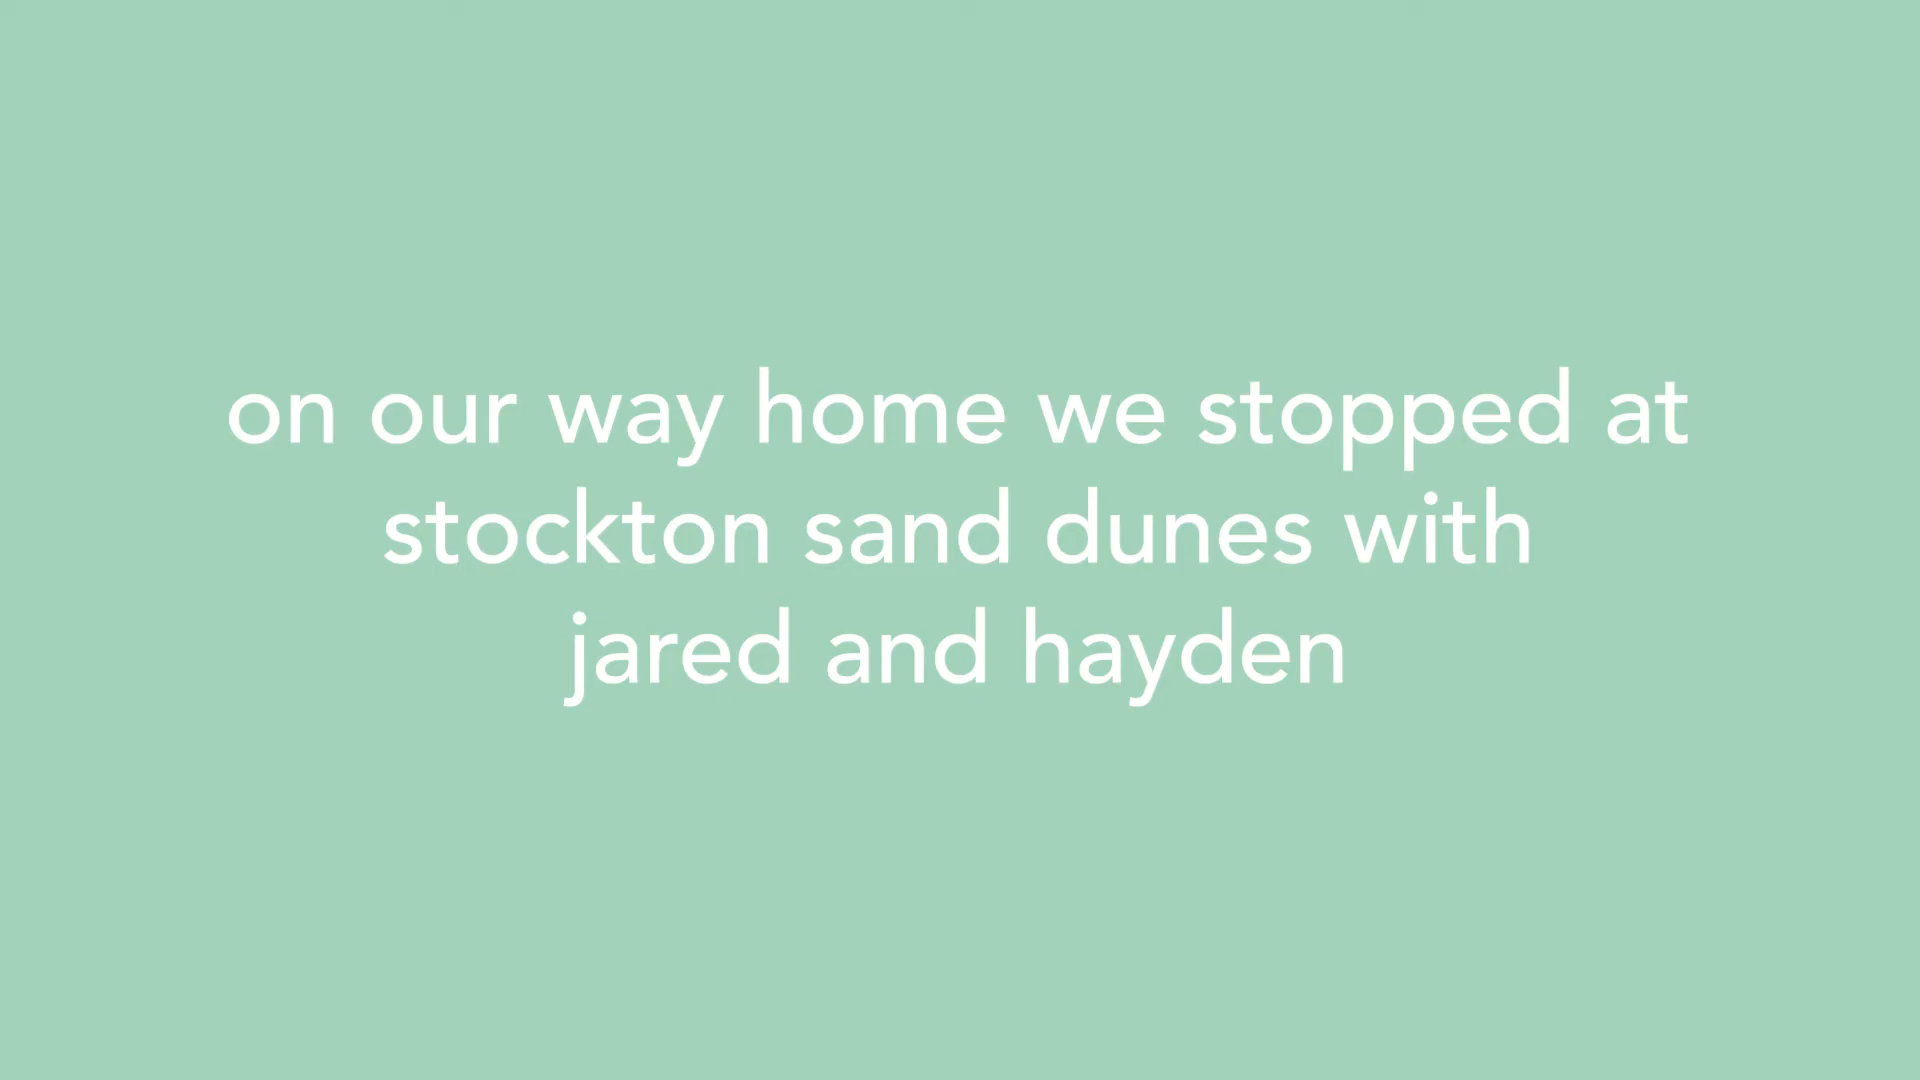 on our way home we stopped at
stockton sand dunes with
jared and hayden